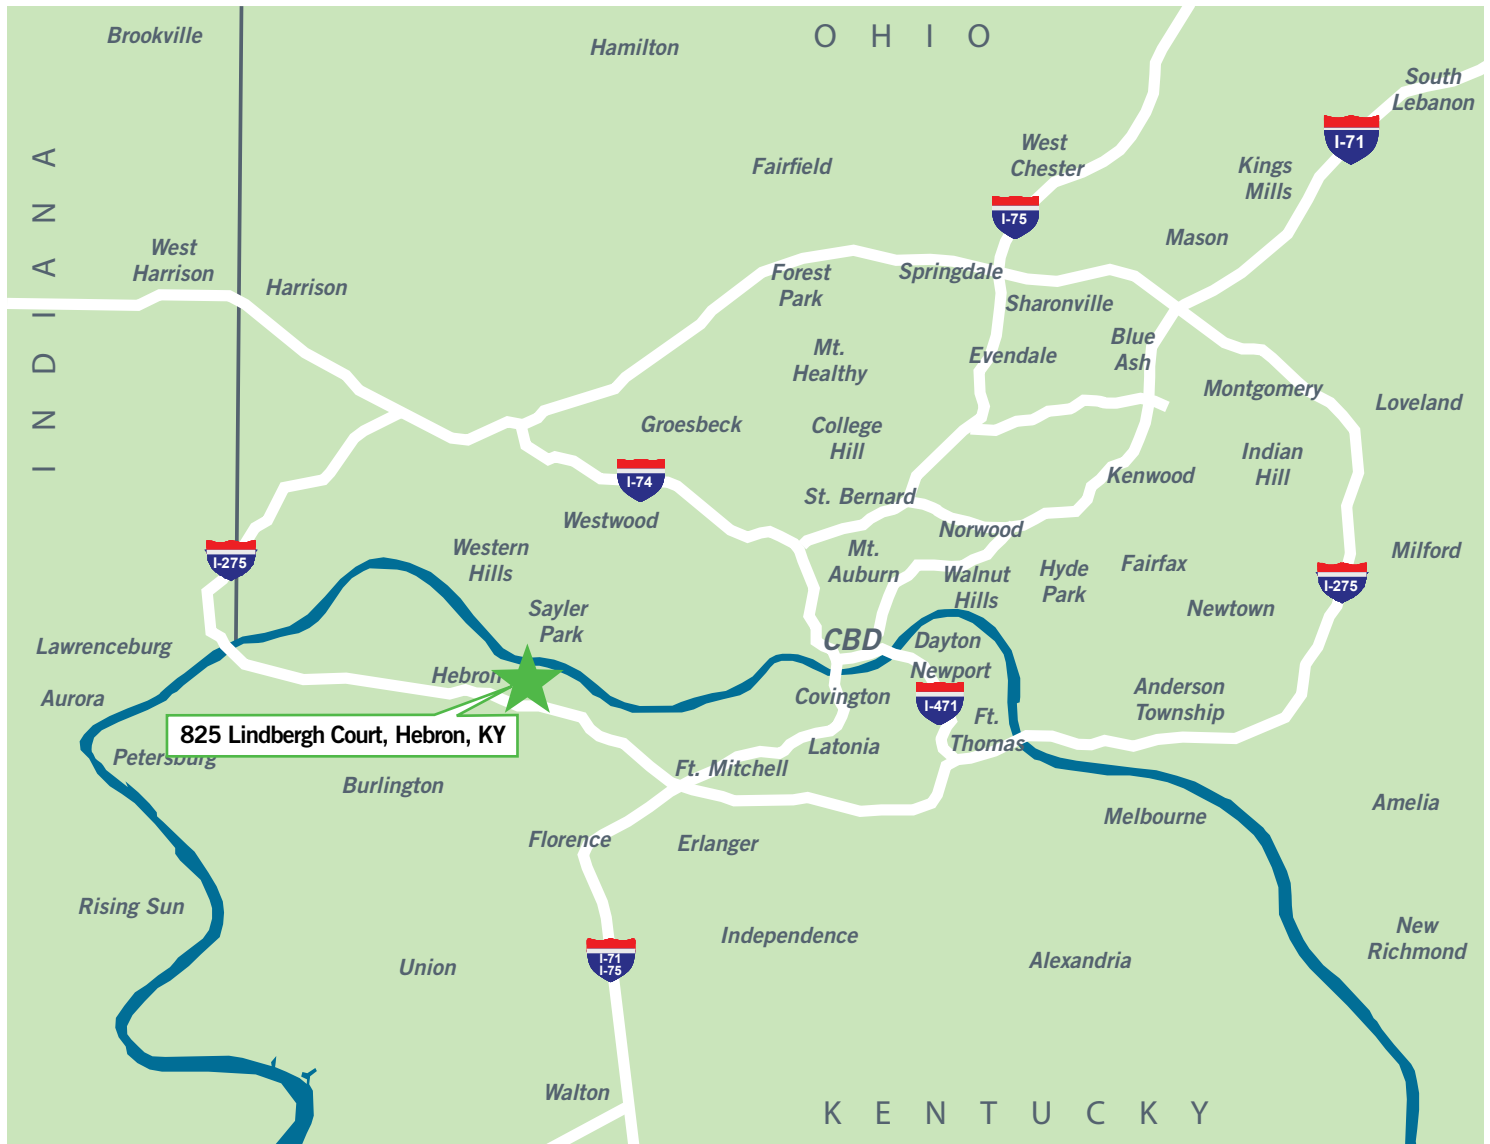 Brookville
Hamilton
OHIO
South
Lebanon
I-71
West
Chester
Kings
Mills
Fairfield
I-75
Mason
INDIANA
West
Harrison
Harrison
Forest
Park
Springdale
Sharonville
Blue
Ash
Mt.
Healthy
Evendale
Montgomery
Loveland
Groesbeck
College
Hill
Indian
Hill
I-74
Kenwood
St. Bernard
Westwood
Norwood
I-275
Western
Hills
Mt.
Auburn
Walnut
Hills
Hyde
Park
Fairfax
Milford
I-275
Newtown
Sayler
Park
Lawrenceburg
CBD
Dayton
Hebron
Newport
Aurora
Covington
I-471
Anderson
Township
825 Lindbergh Court, Hebron, KY
Ft.
Thomas
Latonia
Petersburg
Ft. Mitchell
Burlington
Amelia
Melbourne
Florence
Erlanger
Rising Sun
Independence
New
Richmond
I-71
I-75
Union
Alexandria
Walton
KENTUCKY